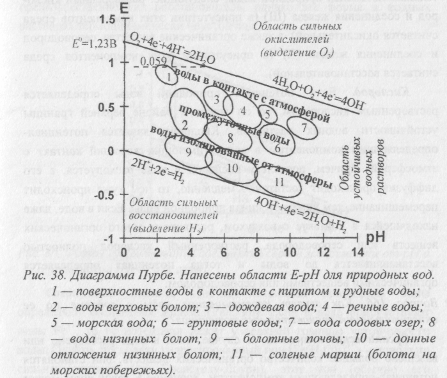 E
E°=1,23B
O₂+4e+4H⁺=2H₂O
Область сильных
окислителей
(выделение O₂)
0,059
1
0.5
0
-0.5
-1
воды в контакте с атмосферой
4H₂O+O₂+4e=4OH⁻
промежуточные воды
воды изолированные от атмосферы
1
2
3
4
5
6
7
8
9
10
11
2H⁺+2e=H₂
Область сильных
восстановителей
(выделение H₂)
4OH⁻+4e=2H₂O+H₂
Область
устойчивых
водных
растворов
pH
0 2 4 6 8 10 12 14
Рис. 38. Диаграмма Пурбе. Нанесены области E-pH для природных вод.
1 — поверхностные воды в контакте с пиритом и рудные воды;
2 — воды верховых болот; 3 — дождевая вода; 4 — речные воды;
5 — морская вода; 6 — грунтовые воды; 7 — вода содовых озер; 8 —
вода низинных болот; 9 — болотные почвы; 10 — донные
отложения низинных болот; 11 — соленые марши (болота на
морских побережьях).